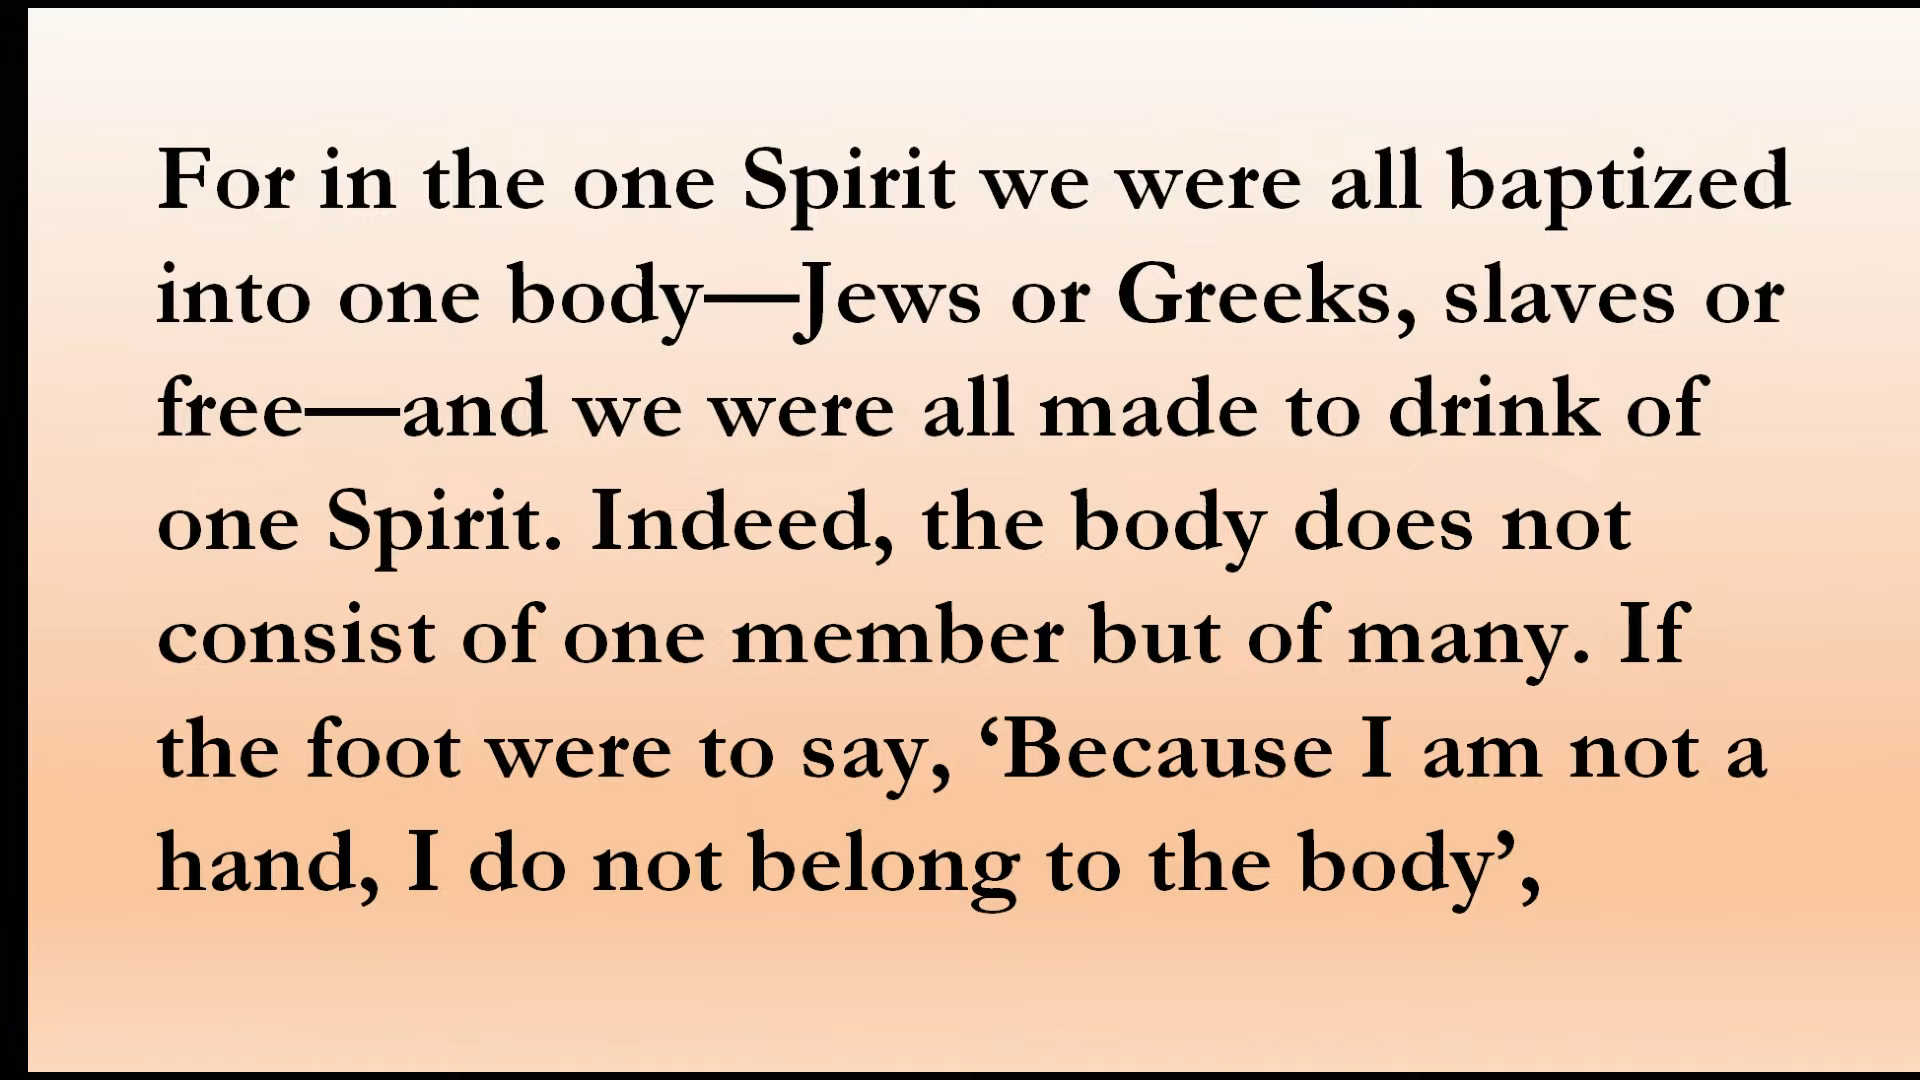 For in the one Spirit we were all baptized
into one body—Jews or Greeks, slaves or
free—and we were all made to drink of
one Spirit. Indeed, the body does not
consist of one member but of many. If
the foot were to say, ‘Because I am not a
hand, I do not belong to the body’,